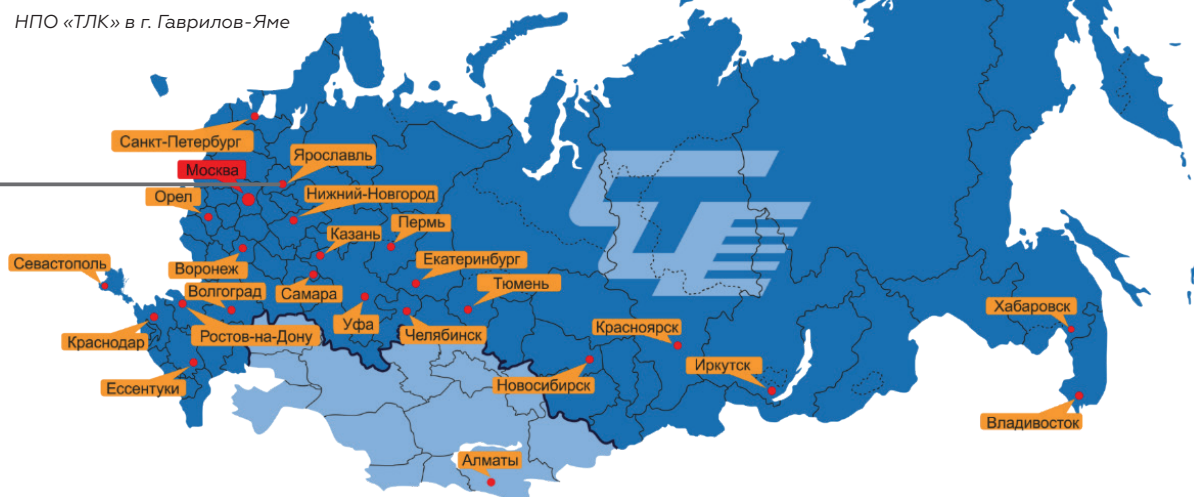 НПО «ТЛК» в г. Гаврилов-Яме
Санкт-Петербург
Ярославль
Москва
Нижний-Новгород
Орел
Пермь
Казань
Екатеринбург
Севастополь
Воронеж
Тюмень
Волгоград
Самара
Хабаровск
Уфа
Красноярск
Ростов-на-Дону
Челябинск
Краснодар
Иркутск
Ессентуки
Новосибирск
Владивосток
Алматы